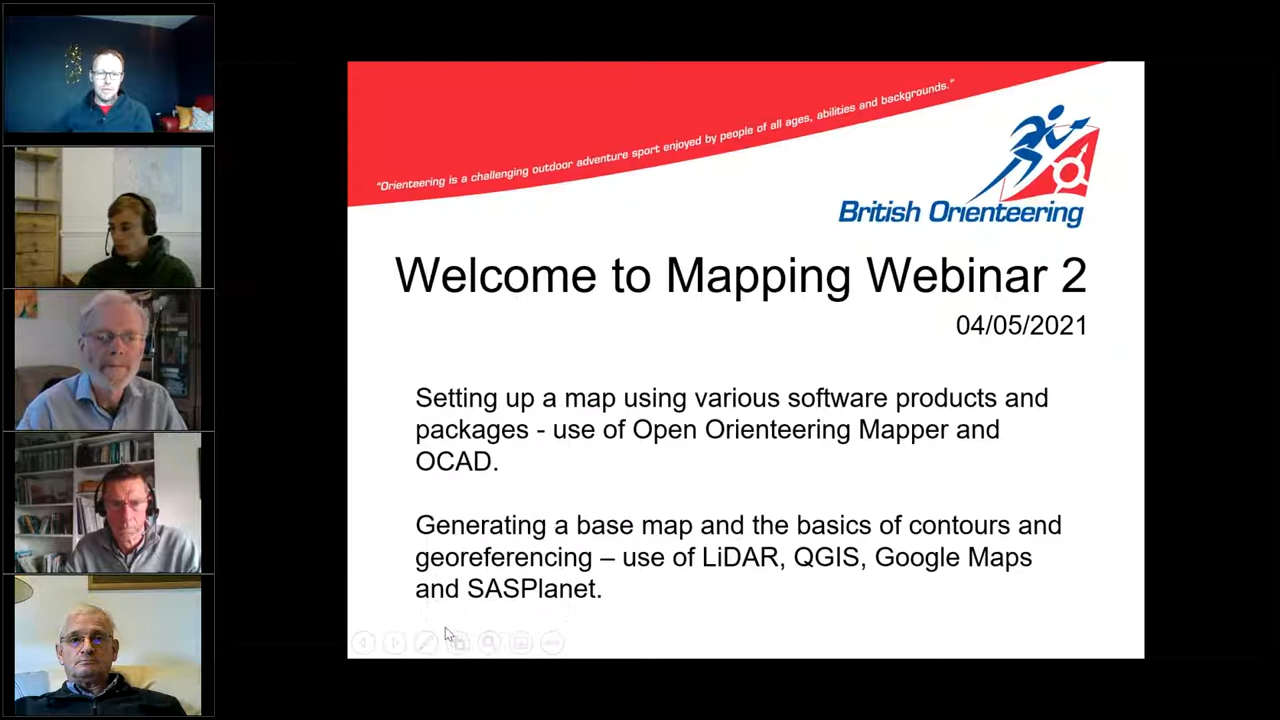 "Orienteering is a challenging outdoor adventure sport enjoyed by people of all ages, abilities and backgrounds."
British Orienteering
Welcome to Mapping Webinar 2
04/05/2021
Setting up a map using various software products and
packages - use of Open Orienteering Mapper and
OCAD.
Generating a base map and the basics of contours and
georeferencing – use of LiDAR, QGIS, Google Maps
and SASPlanet.